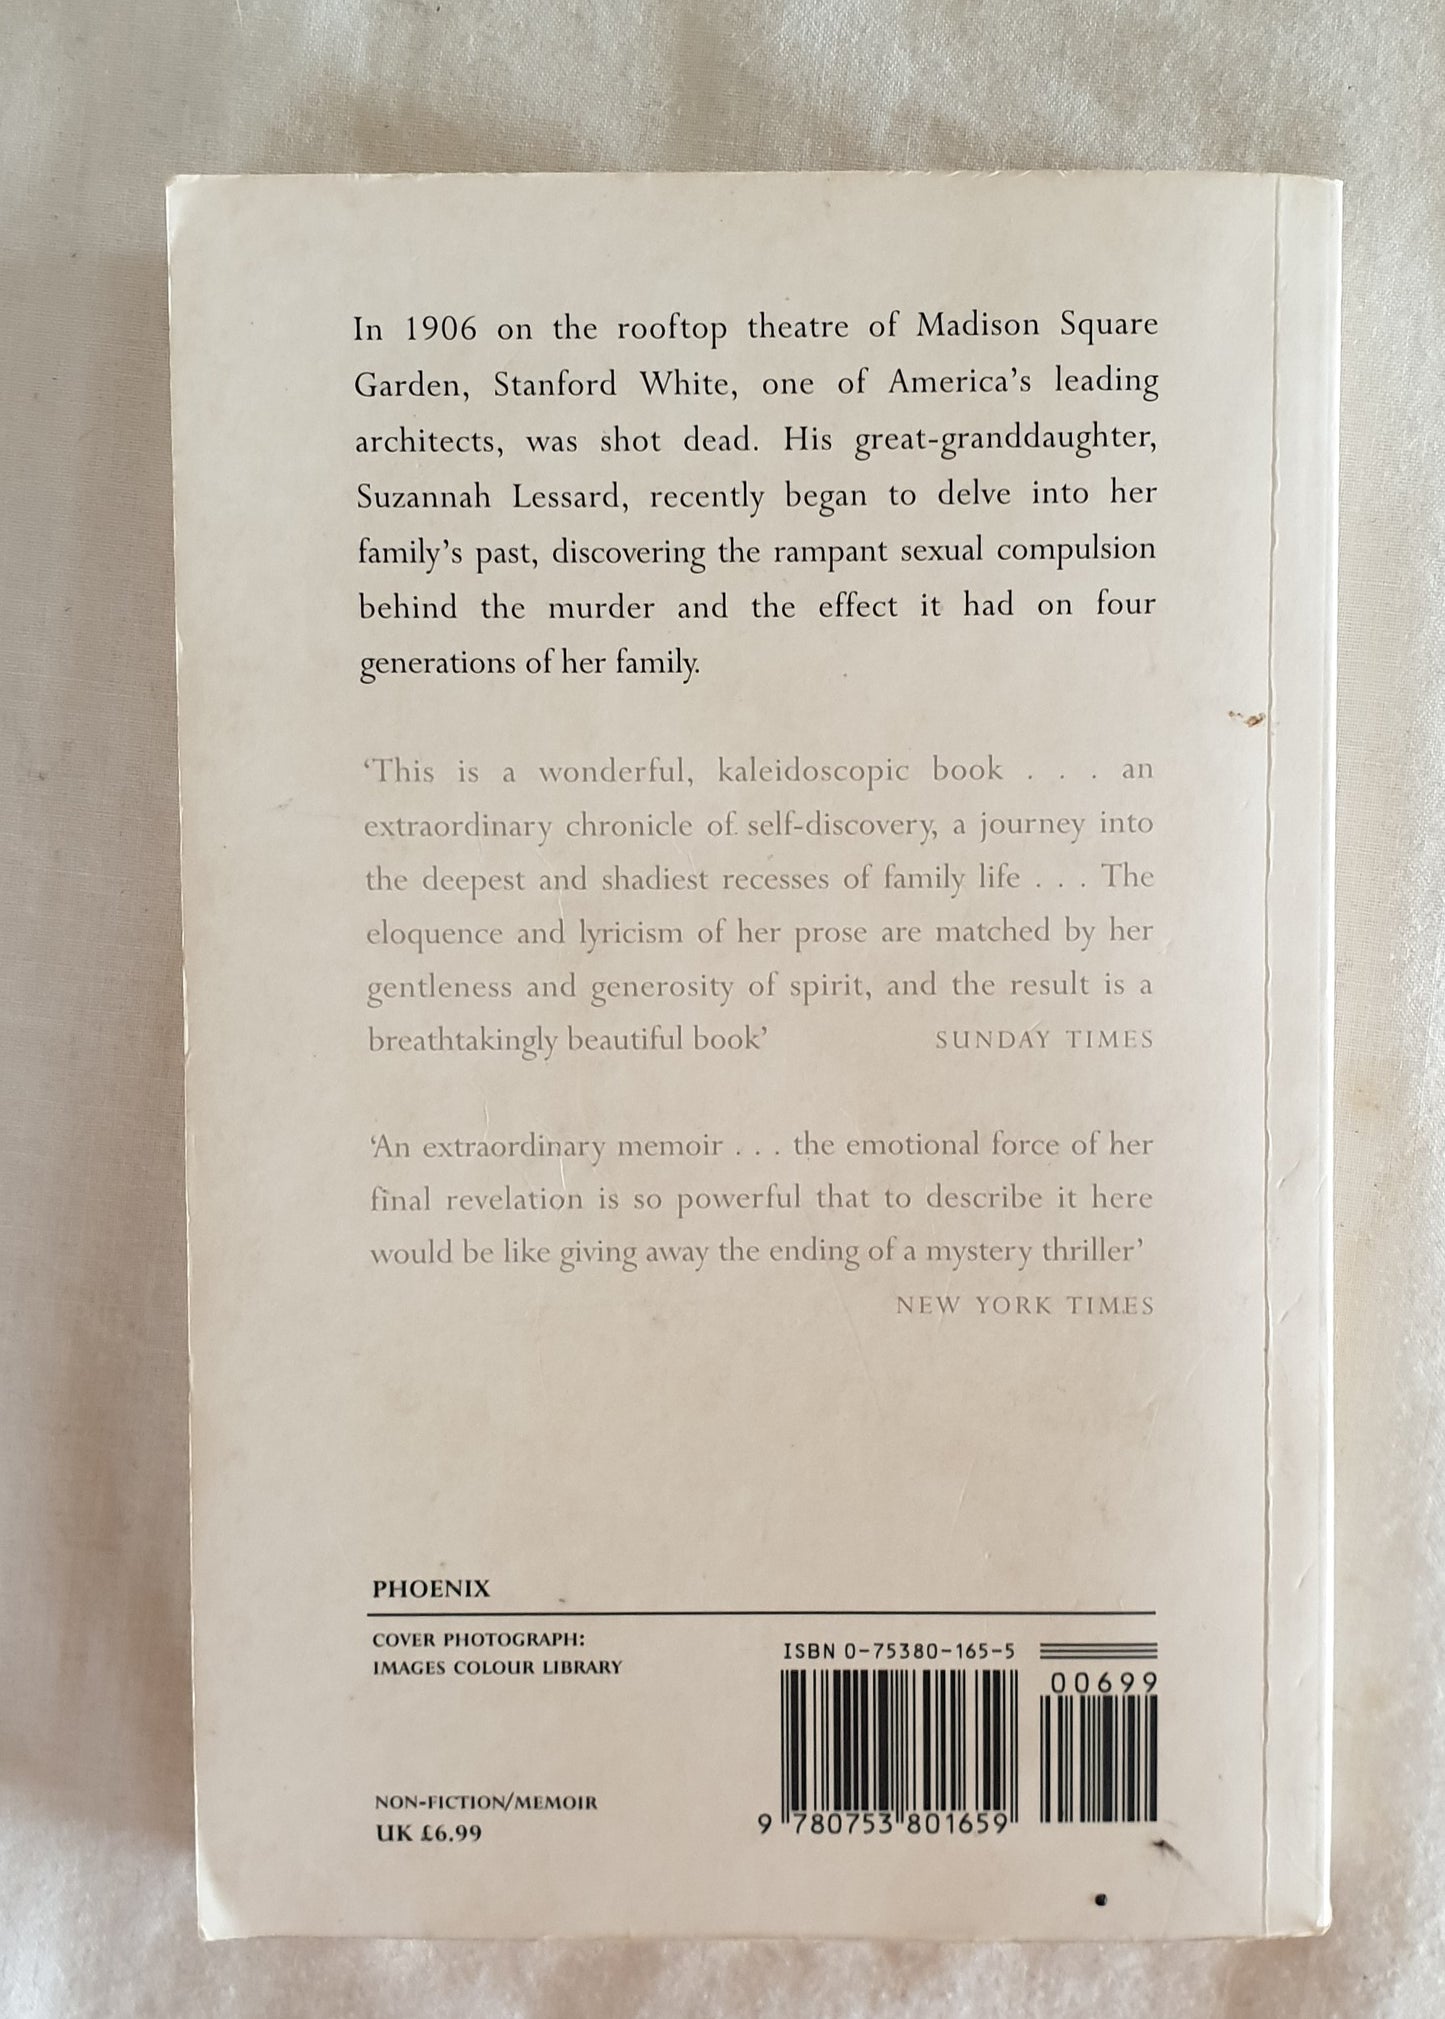 In 1906 on the rooftop theatre of Madison Square
Garden, Stanford White, one of America’s leading
architects, was shot dead. His great-granddaughter,
Suzannah Lessard, recently began to delve into her
family’s past, discovering the rampant sexual compulsion
behind the murder and the effect it had on four
generations of her family.
‘This is a wonderful, kaleidoscopic book . . . an
extraordinary chronicle of self-discovery, a journey into
the deepest and shadiest recesses of family life . . . The
eloquence and lyricism of her prose are matched by her
gentleness and generosity of spirit, and the result is a
breathtakingly beautiful book’ SUNDAY TIMES
‘An extraordinary memoir . . . the emotional force of her
final revelation is so powerful that to describe it here
would be like giving away the ending of a mystery thriller’
NEW YORK TIMES
PHOENIX
COVER PHOTOGRAPH:
IMAGES COLOUR LIBRARY
NON-FICTION/MEMOIR
UK £6.99
ISBN 0-75380-165-5
00699
9 780753 801659